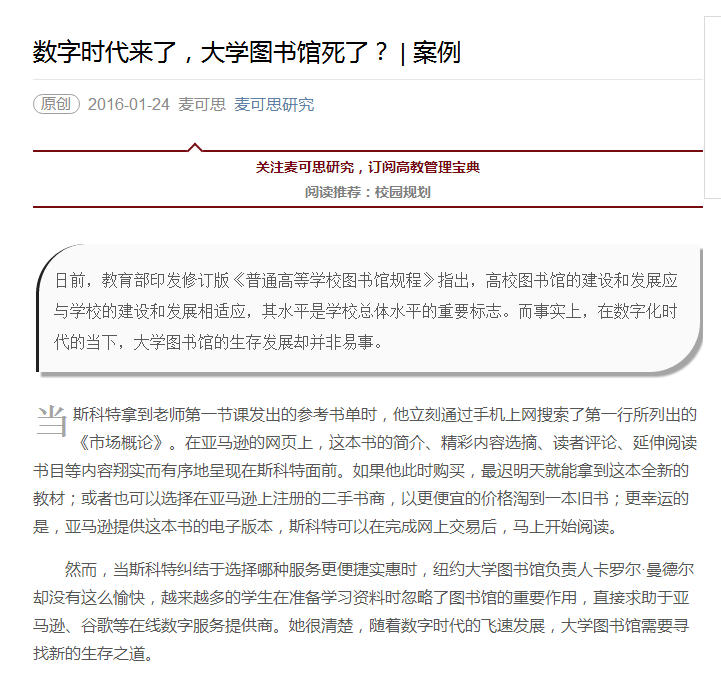 数字时代来了，大学图书馆死了？ | 案例
原创 2016-01-24 麦可思 麦可思研究
关注麦可思研究，订阅高教管理宝典
阅读推荐：校园规划
日前，教育部印发修订版《普通高等学校图书馆规程》指出，高校图书馆的建设和发展应
与学校的建设和发展相适应，其水平是学校总体水平的重要标志。而事实上，在数字化时
代的当下，大学图书馆的生存发展却并非易事。
当斯科特拿到老师第一节课发出的参考书单时，他立刻通过手机上网搜索了第一行所列出的
《市场概论》。在亚马逊的网页上，这本书的简介、精彩内容选摘、读者评论、延伸阅读
书目等内容翔实而有序地呈现在斯科特面前。如果他此时购买，最迟明天就能拿到这本全新的
教材；或者也可以选择在亚马逊上注册的二手书商，以更便宜的价格淘到一本旧书；更幸运的
是，亚马逊提供这本书的电子版本，斯科特可以在完成网上交易后，马上开始阅读。
然而，当斯科特纠结于选择哪种服务更便捷实惠时，纽约大学图书馆负责人卡罗尔·曼德尔
却没有这么愉快，越来越多的学生在准备学习资料时忽略了图书馆的重要作用，直接求助于亚
马逊、谷歌等在线数字服务提供商。她很清楚，随着数字时代的飞速发展，大学图书馆需要寻
找新的生存之道。